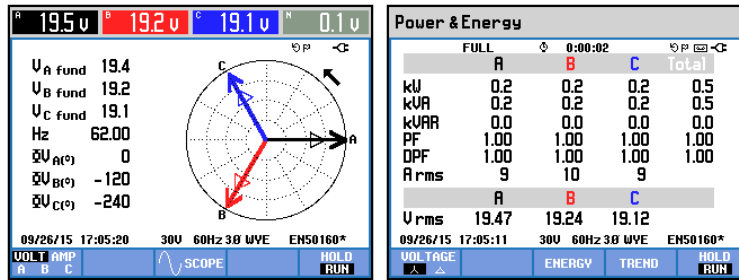 A 19.5 V B 19.2 V C 19.1 V N 0.1 V
V A fund 19.4
V B fund 19.2
V C fund 19.1
Hz 62.00
ΦV A(°) 0
ΦV B(°) -120
ΦV C(°) -240
C
A
B
09/26/15 17:05:20 30V 60Hz 3Ø WYE EN50160*
VOLT AMP SCOPE HOLD
A B C RUN
Power & Energy
FULL 0:00:02
A B C Total
kW 0.2 0.2 0.2 0.5
kVA 0.2 0.2 0.2 0.5
kVAR 0.0 0.0 0.0 0.0
PF 1.00 1.00 1.00 1.00
DPF 1.00 1.00 1.00 1.00
A rms 9 10 9
A B C
V rms 19.47 19.24 19.12
09/26/15 17:05:11 30V 60Hz 3Ø WYE EN50160*
VOLTAGE ENERGY TREND HOLD
RUN